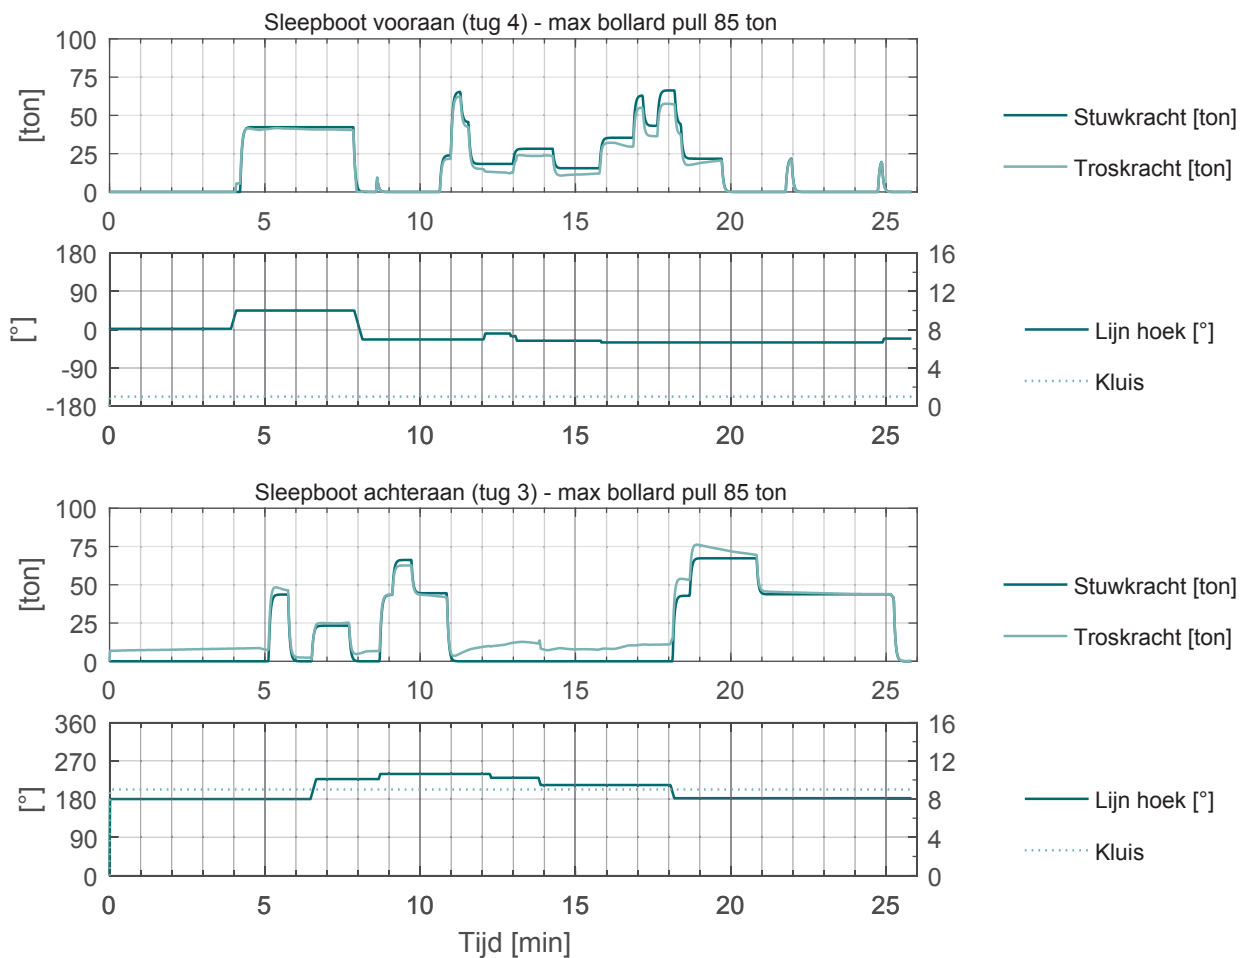 Sleepboot vooraan (tug 4) - max bollard pull 85 ton
100
75
50
25
0
[ton]
0 5 10 15 20 25
Stuwkracht [ton]
Troskracht [ton]
180
90
0
-90
-180
[°]
16
12
8
4
0
0 5 10 15 20 25
Lijn hoek [°]
Kluis
Sleepboot achteraan (tug 3) - max bollard pull 85 ton
100
75
50
25
0
[ton]
0 5 10 15 20 25
Stuwkracht [ton]
Troskracht [ton]
360
270
180
90
0
[°]
16
12
8
4
0
0 5 10 15 20 25
Lijn hoek [°]
Kluis
Tijd [min]